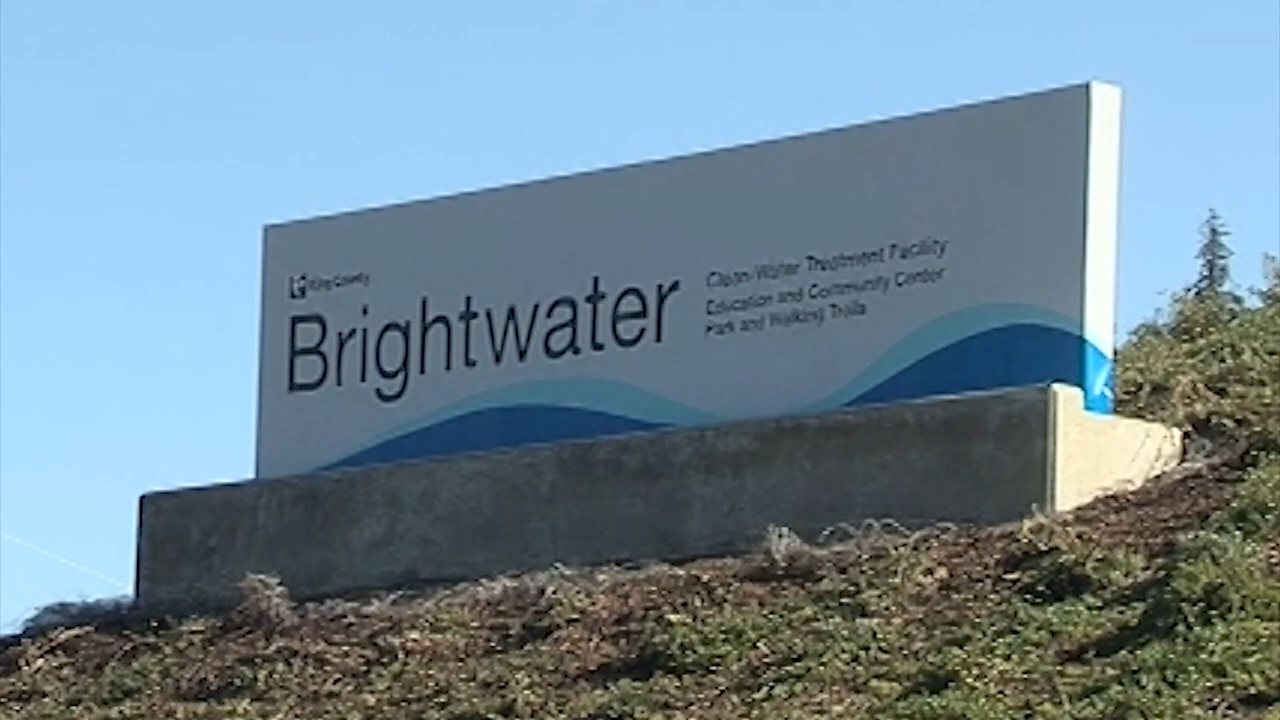 King County
Brightwater
Clean-Water Treatment Facility
Education and Community Center
Park and Walking Trails